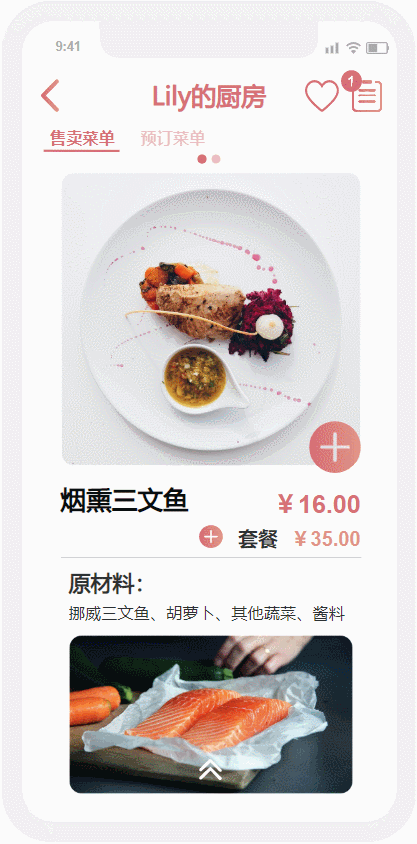 9:41
Lily的厨房
1
售卖菜单 预订菜单
烟熏三文鱼 ¥16.00
套餐 ¥35.00
原材料：
挪威三文鱼、胡萝卜、其他蔬菜、酱料